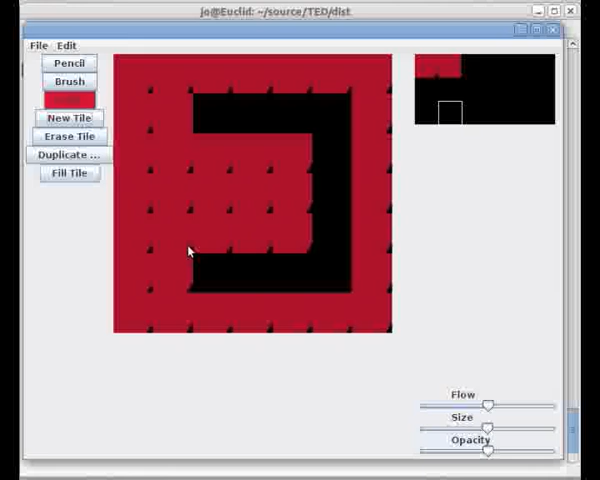 jo@Euclid: ~/source/TED/dist
File Edit
Pencil
Brush
New Tile
Erase Tile
Duplicate ...
Fill Tile
Flow
Size
Opacity